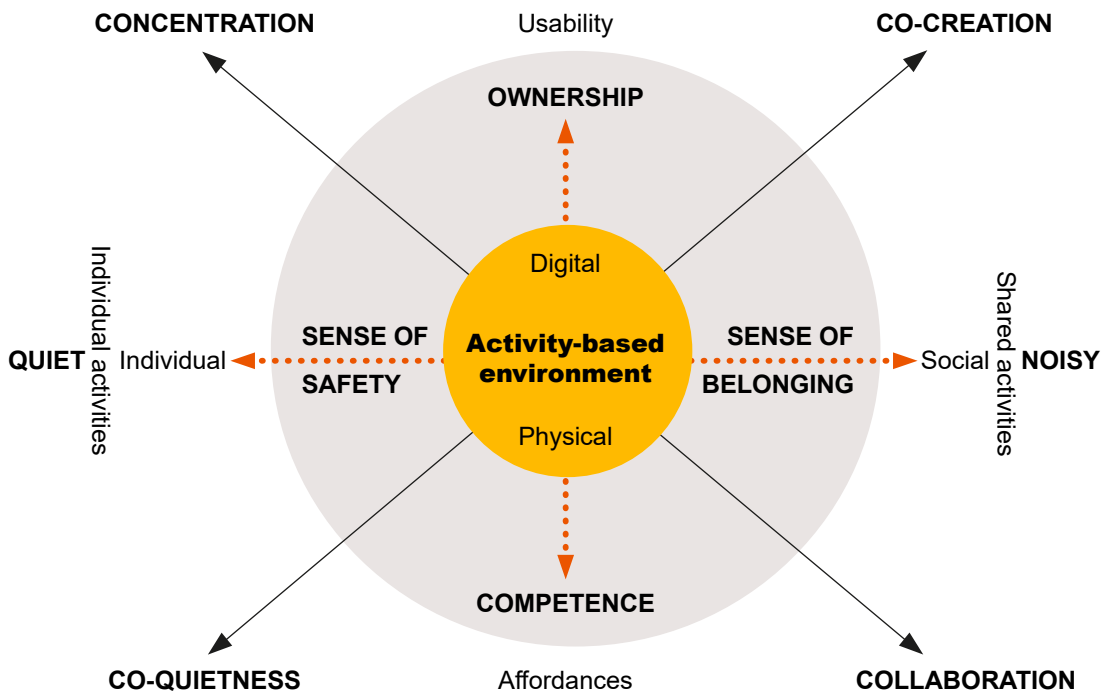 CONCENTRATION
Usability
CO-CREATION
OWNERSHIP
Digital
Individual activities
Shared activities
SENSE OF
SAFETY
Activity-based
environment
SENSE OF
BELONGING
QUIET
Individual
Social
NOISY
Physical
COMPETENCE
CO-QUIETNESS
Affordances
COLLABORATION